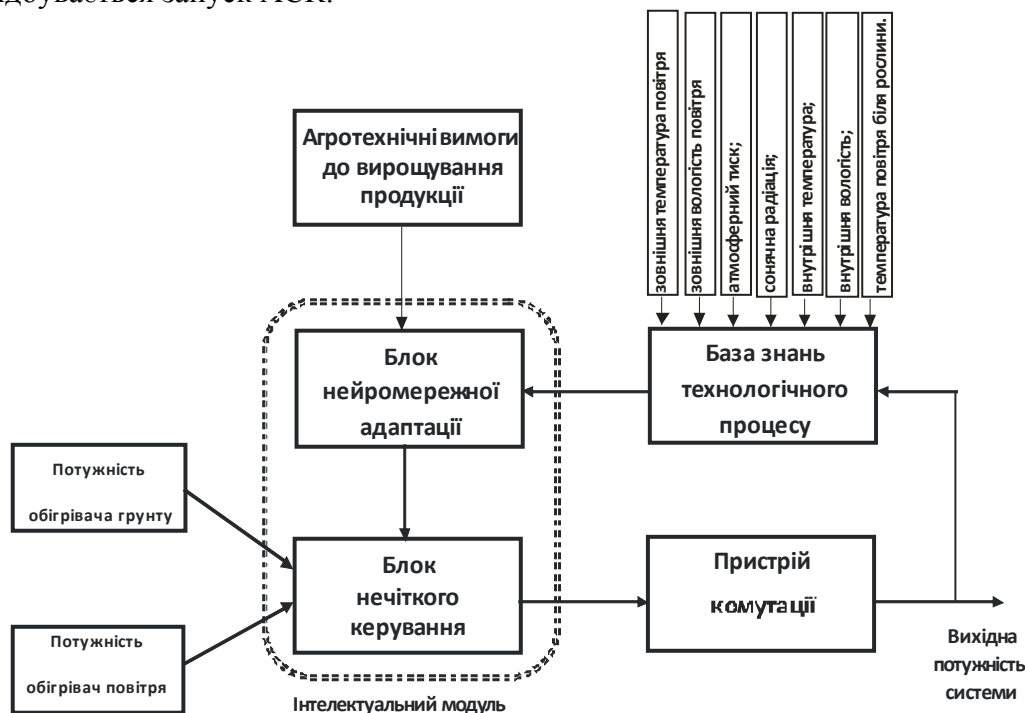 запуск АСК.
зовнішня температура повітря
зовнішня вологість повітря
атмосферний тиск;
сонячна радіація;
внутрішня температура;
внутрішня вологість;
температура повітря біля рослини.
Агротехнічні вимоги
до вирощування
продукції
Блок
нейромережної
адаптації
База знань
технологічного
процесу
Потужність
обігрівача грунту
Блок
нечіткого
керування
Пристрій
комутації
Потужність
обігрівач повітря
Вихідна
потужність
системи
Інтелектуальний модуль